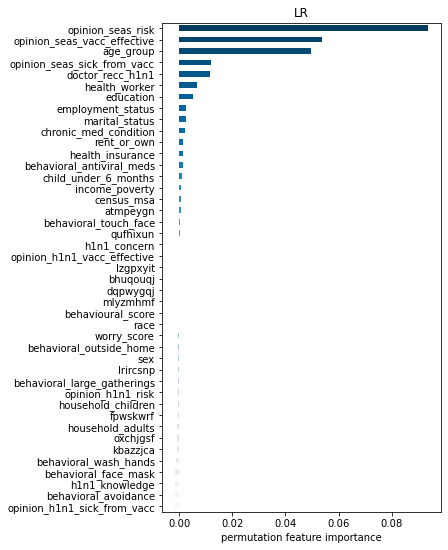 LR
opinion_seas_risk
opinion_seas_vacc_effective
age_group
opinion_seas_sick_from_vacc
doctor_recc_h1n1
health_worker
education
employment_status
marital_status
chronic_med_condition
rent_or_own
health_insurance
behavioral_antiviral_meds
child_under_6_months
income_poverty
census_msa
atmpeygn
behavioral_touch_face
qufhixun
h1n1_concern
opinion_h1n1_vacc_effective
lzgpxyit
bhuqouqj
dqpwygqj
mlyzmhmf
behavioural_score
race
worry_score
behavioral_outside_home
sex
lrircsnp
behavioral_large_gatherings
opinion_h1n1_risk
household_children
fpwskwrf
household_adults
oxchjgsf
kbazzjca
behavioral_wash_hands
behavioral_face_mask
h1n1_knowledge
behavioral_avoidance
opinion_h1n1_sick_from_vacc
0.00 0.02 0.04 0.06 0.08
permutation feature importance